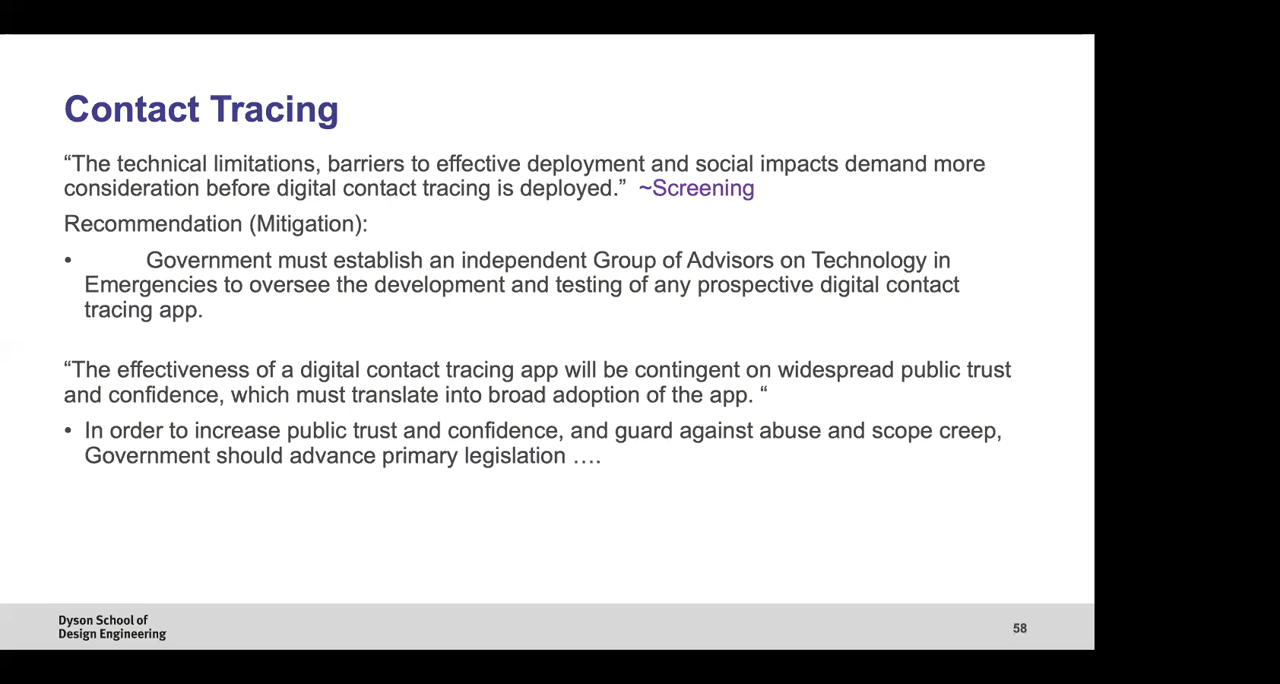 Contact Tracing
“The technical limitations, barriers to effective deployment and social impacts demand more
consideration before digital contact tracing is deployed.” ~Screening
Recommendation (Mitigation):
• Government must establish an independent Group of Advisors on Technology in
Emergencies to oversee the development and testing of any prospective digital contact
tracing app.
“The effectiveness of a digital contact tracing app will be contingent on widespread public trust
and confidence, which must translate into broad adoption of the app. “
• In order to increase public trust and confidence, and guard against abuse and scope creep,
Government should advance primary legislation ….
Dyson School of
Design Engineering
58